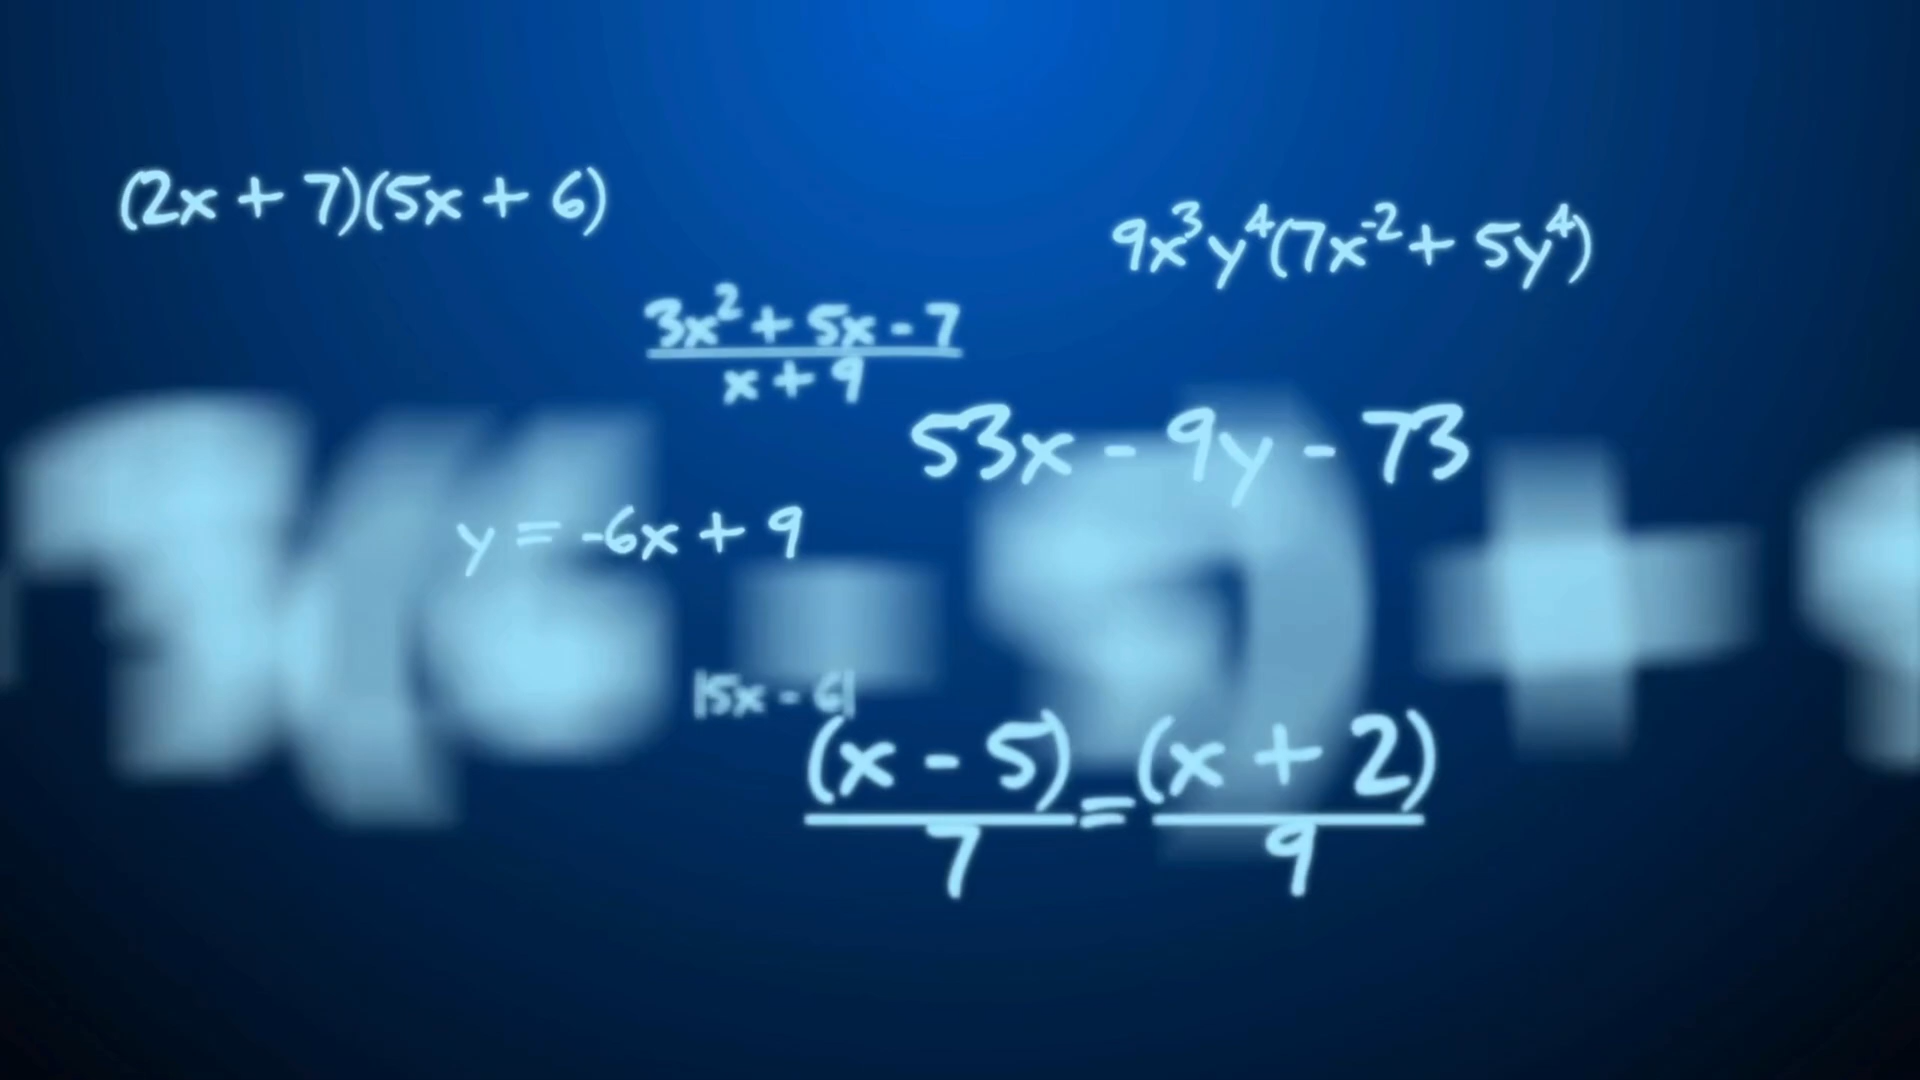 (2x + 7)(5x + 6)
9x³y⁴(7x⁻² + 5y⁴)
3x² + 5x - 7
x + 9
53x - 9y - 73
y = -6x + 9
|5x - 6|
(x - 5) = (x + 2)
7 9